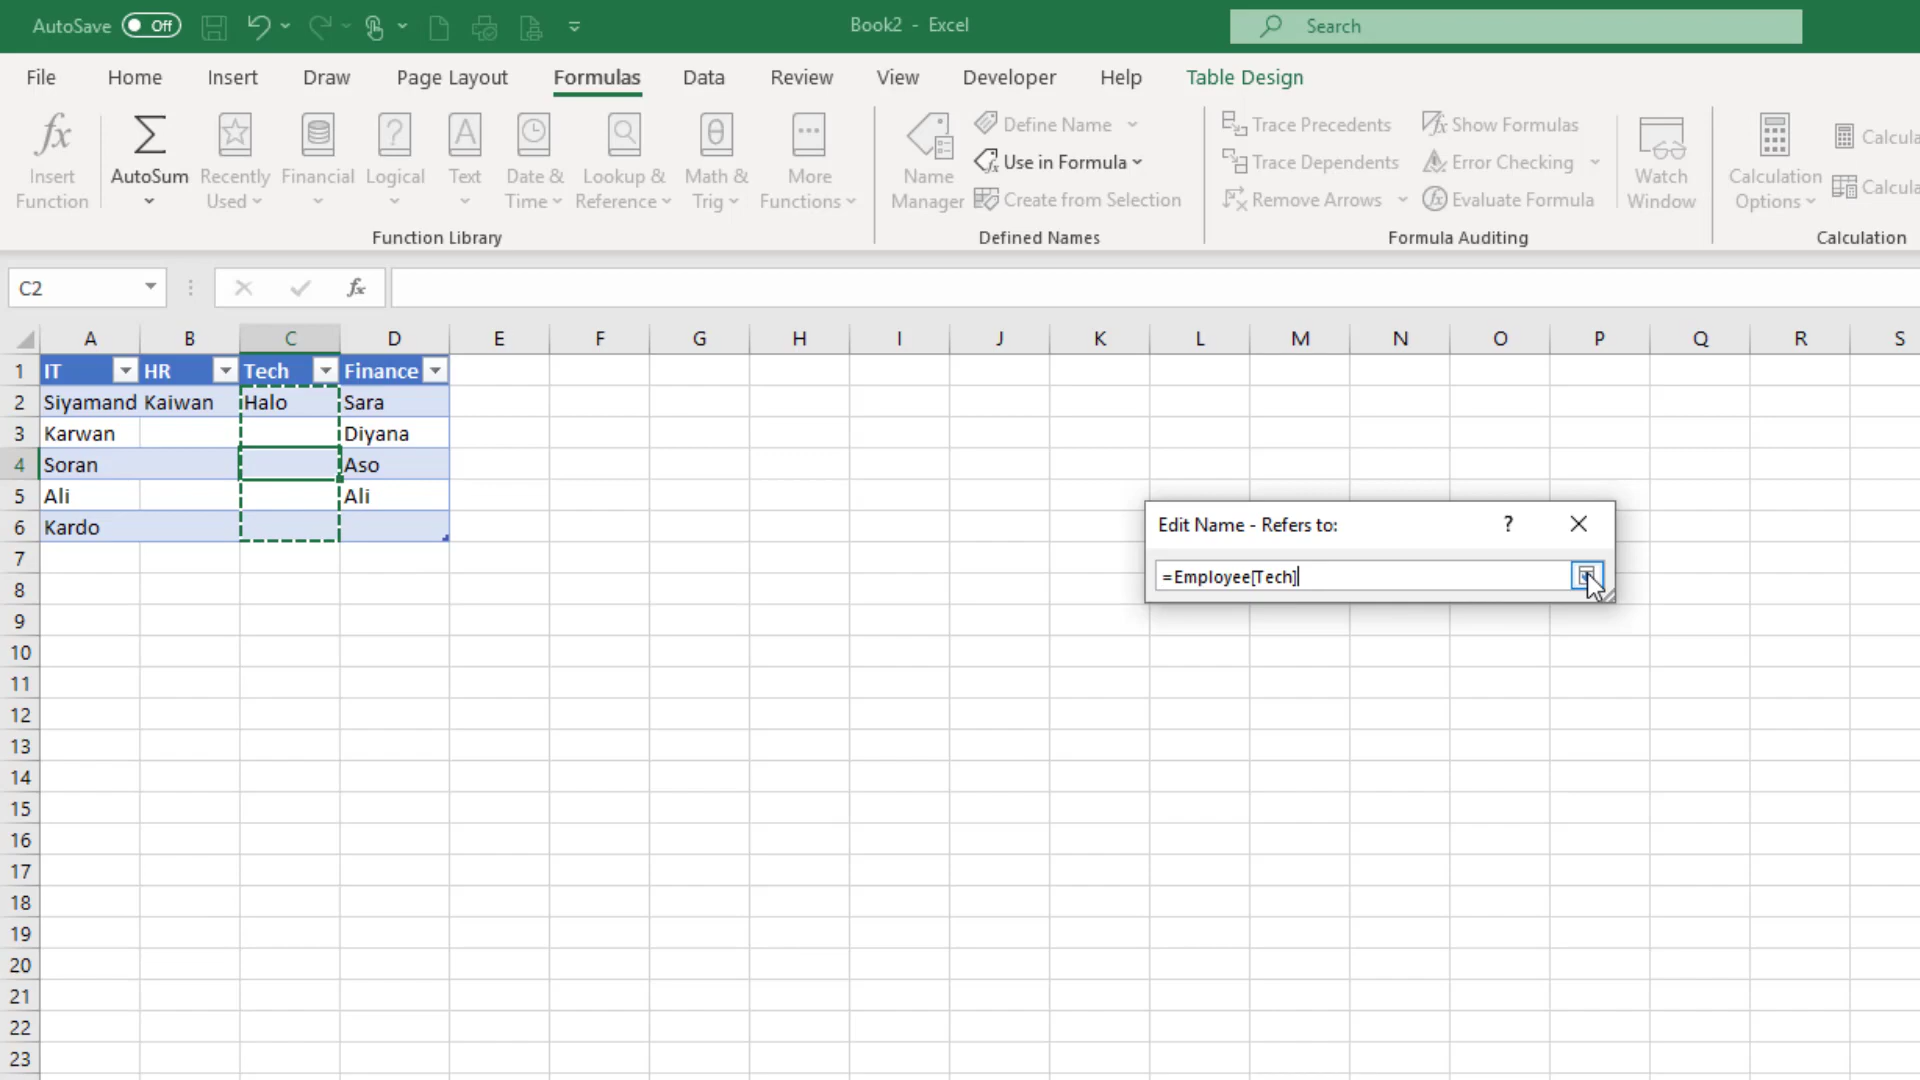 AutoSave Off Book2 - Excel Search
File Home Insert Draw Page Layout Formulas Data Review View Developer Help Table Design
fx Σ θ
Insert Function
AutoSum
Recently Used
Financial
Logical
Text
Date & Time
Lookup & Reference
Math & Trig
More Functions
Function Library
Name Manager
Define Name
Use in Formula
Create from Selection
Defined Names
Trace Precedents
Trace Dependents
Remove Arrows
Show Formulas
Error Checking
Evaluate Formula
Watch Window
Formula Auditing
Calculation Options
Calcula
Calcula
Calculation
C2 fx
A B C D E F G H I J K L M N O P Q R S
1 IT HR Tech Finance
2 Siyamand Kaiwan Halo Sara
3 Karwan Diyana
4 Soran Aso
5 Ali Ali
6 Kardo
7
8
9
10
11
12
13
14
15
16
17
18
19
20
21
22
23
Edit Name - Refers to: ?
=Employee[Tech]